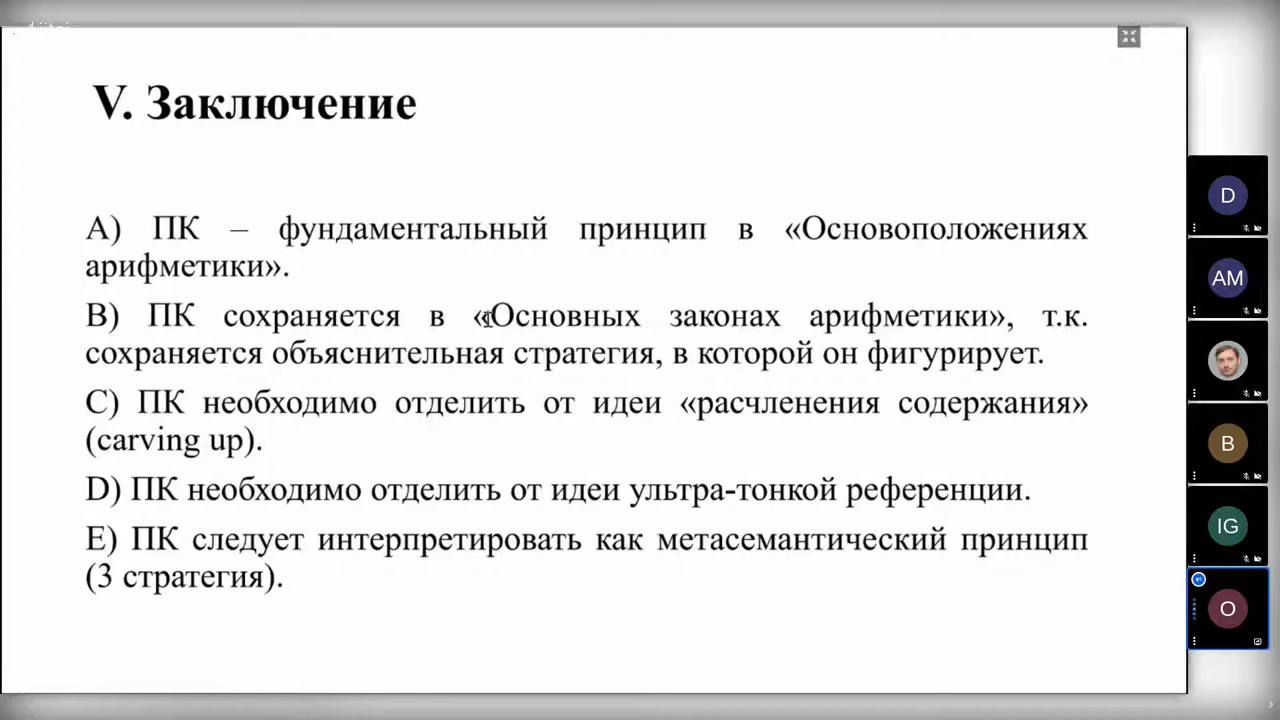 V. Заключение
A) ПК – фундаментальный принцип в «Основоположениях
арифметики».
B) ПК сохраняется в «Основных законах арифметики», т.к.
сохраняется объяснительная стратегия, в которой он фигурирует.
C) ПК необходимо отделить от идеи «расчленения содержания»
(carving up).
D) ПК необходимо отделить от идеи ультра-тонкой референции.
E) ПК следует интерпретировать как метасемантический принцип
(3 стратегия).
D
AM
B
IG
O